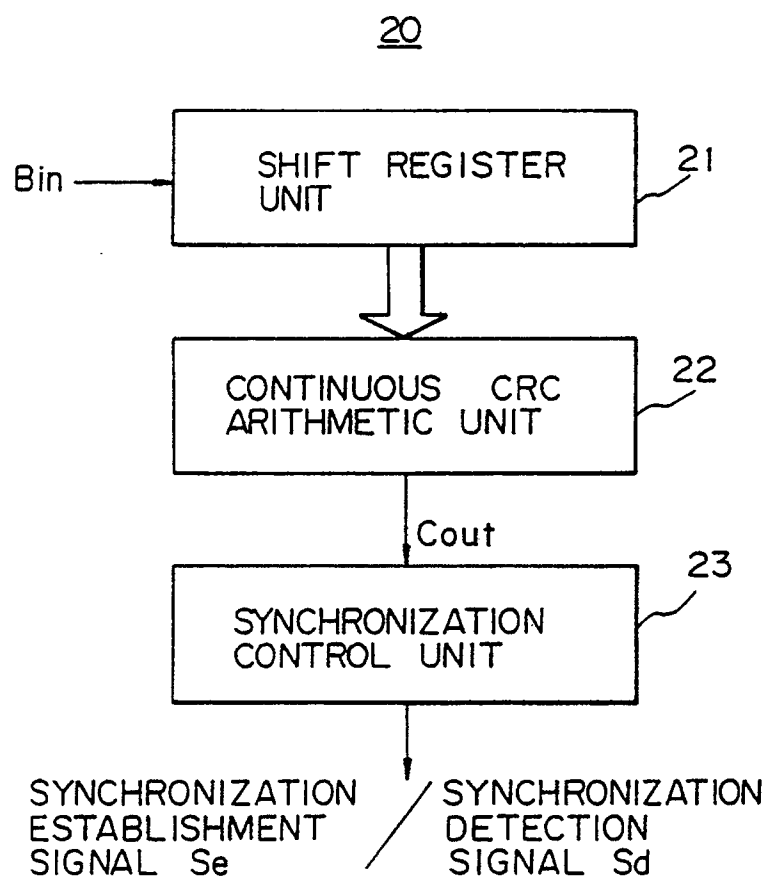 20
Bin
SHIFT REGISTER
UNIT
21
CONTINUOUS CRC
ARITHMETIC UNIT
22
Cout
SYNCHRONIZATION
CONTROL UNIT
23
SYNCHRONIZATION
ESTABLISHMENT
SIGNAL Se
/
SYNCHRONIZATION
DETECTION
SIGNAL Sd